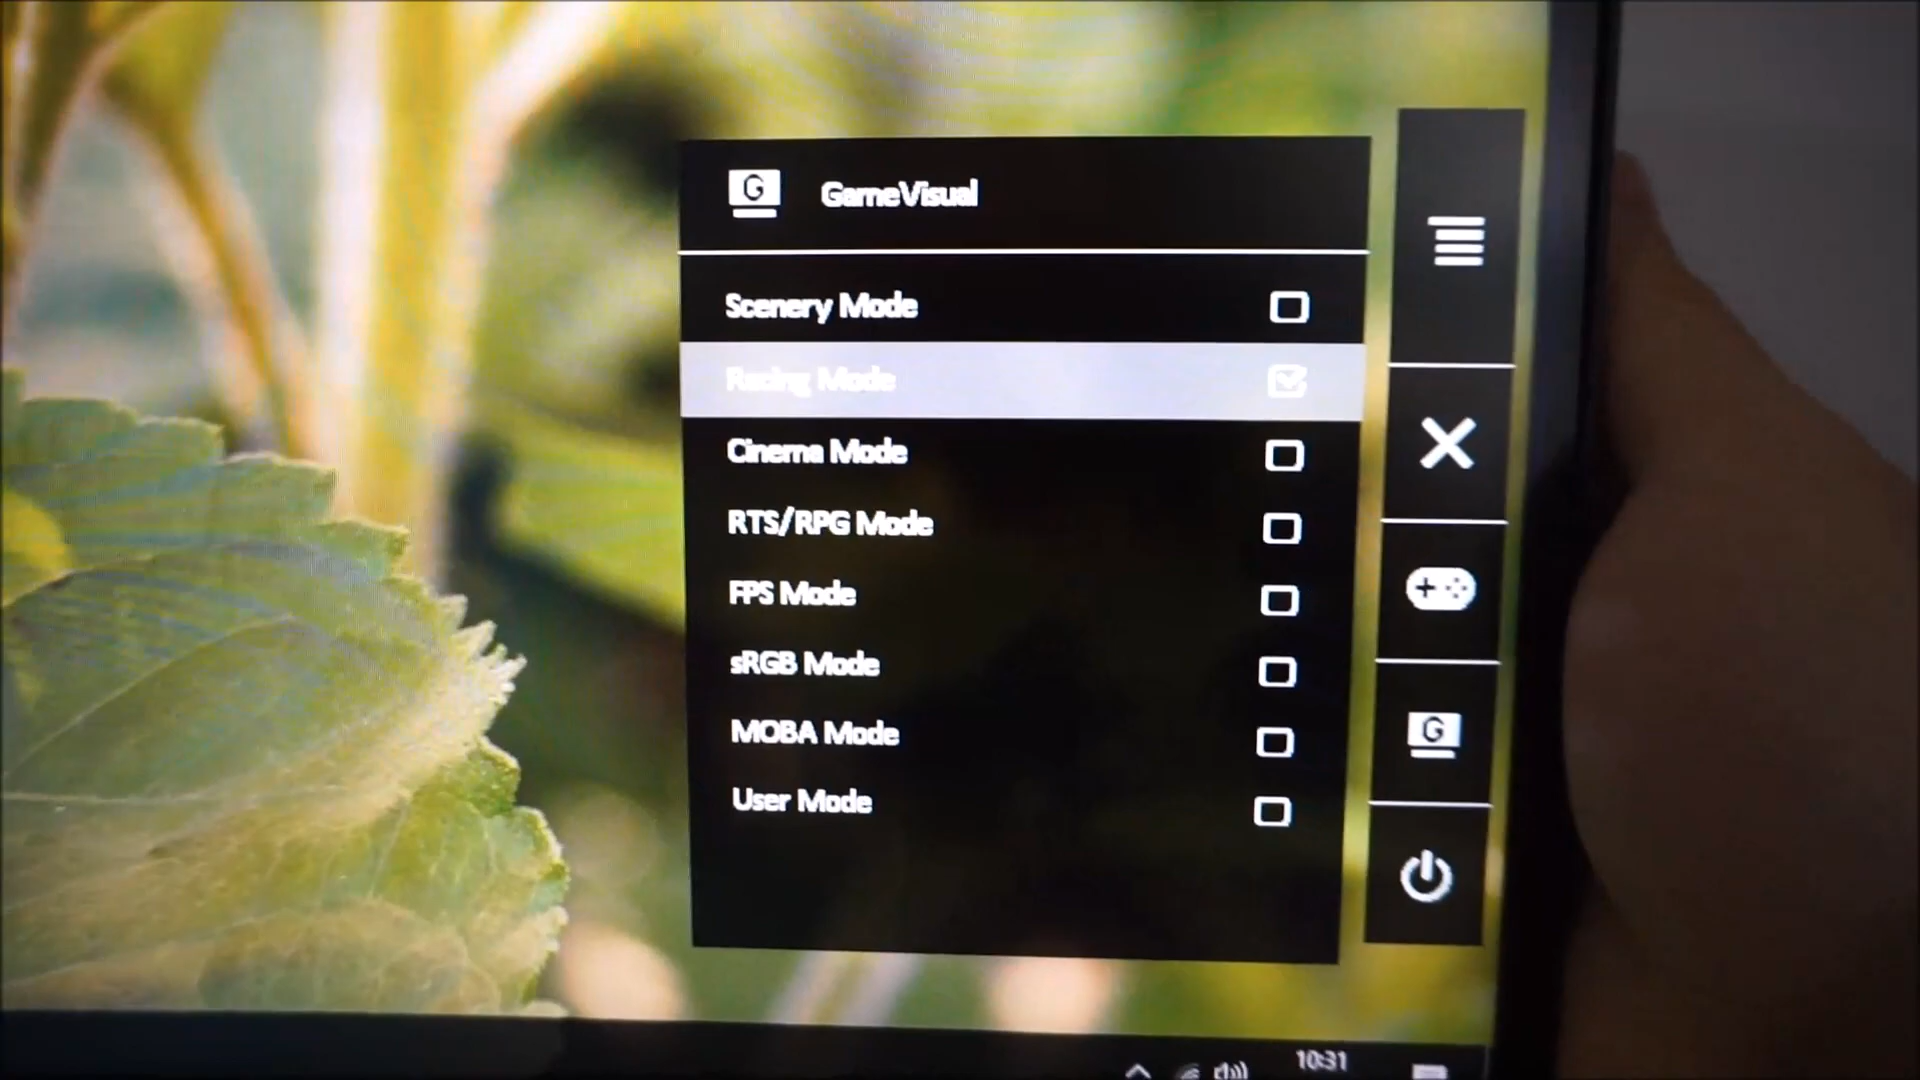 G GameVisual
Scenery Mode
Racing Mode
Cinema Mode
RTS/RPG Mode
FPS Mode
sRGB Mode
MOBA Mode
User Mode
G
10:31